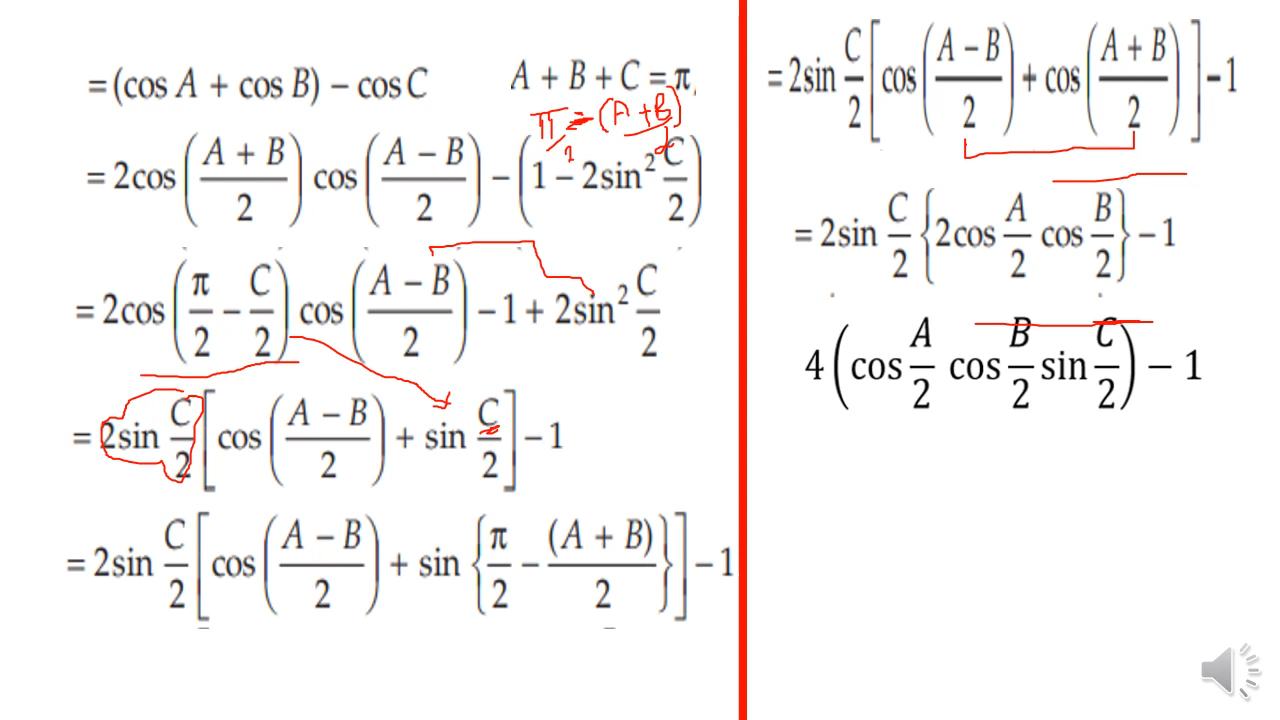 = (cos A + cos B) − cos C    A + B + C = π,
π/2 = (A + B)/2
= 2cos((A + B)/2) cos((A − B)/2) − (1 − 2sin² C/2)
= 2cos(π/2 − C/2) cos((A − B)/2) − 1 + 2sin² C/2
= 2sin C/2 [cos((A − B)/2) + sin C/2] − 1
= 2sin C/2 [cos((A − B)/2) + sin{π/2 − (A + B)/2}] − 1
= 2sin C/2 [cos((A − B)/2) + cos((A + B)/2)] − 1
= 2sin C/2 {2cos A/2 cos B/2} − 1
4(cos A/2 cos B/2 sin C/2) − 1